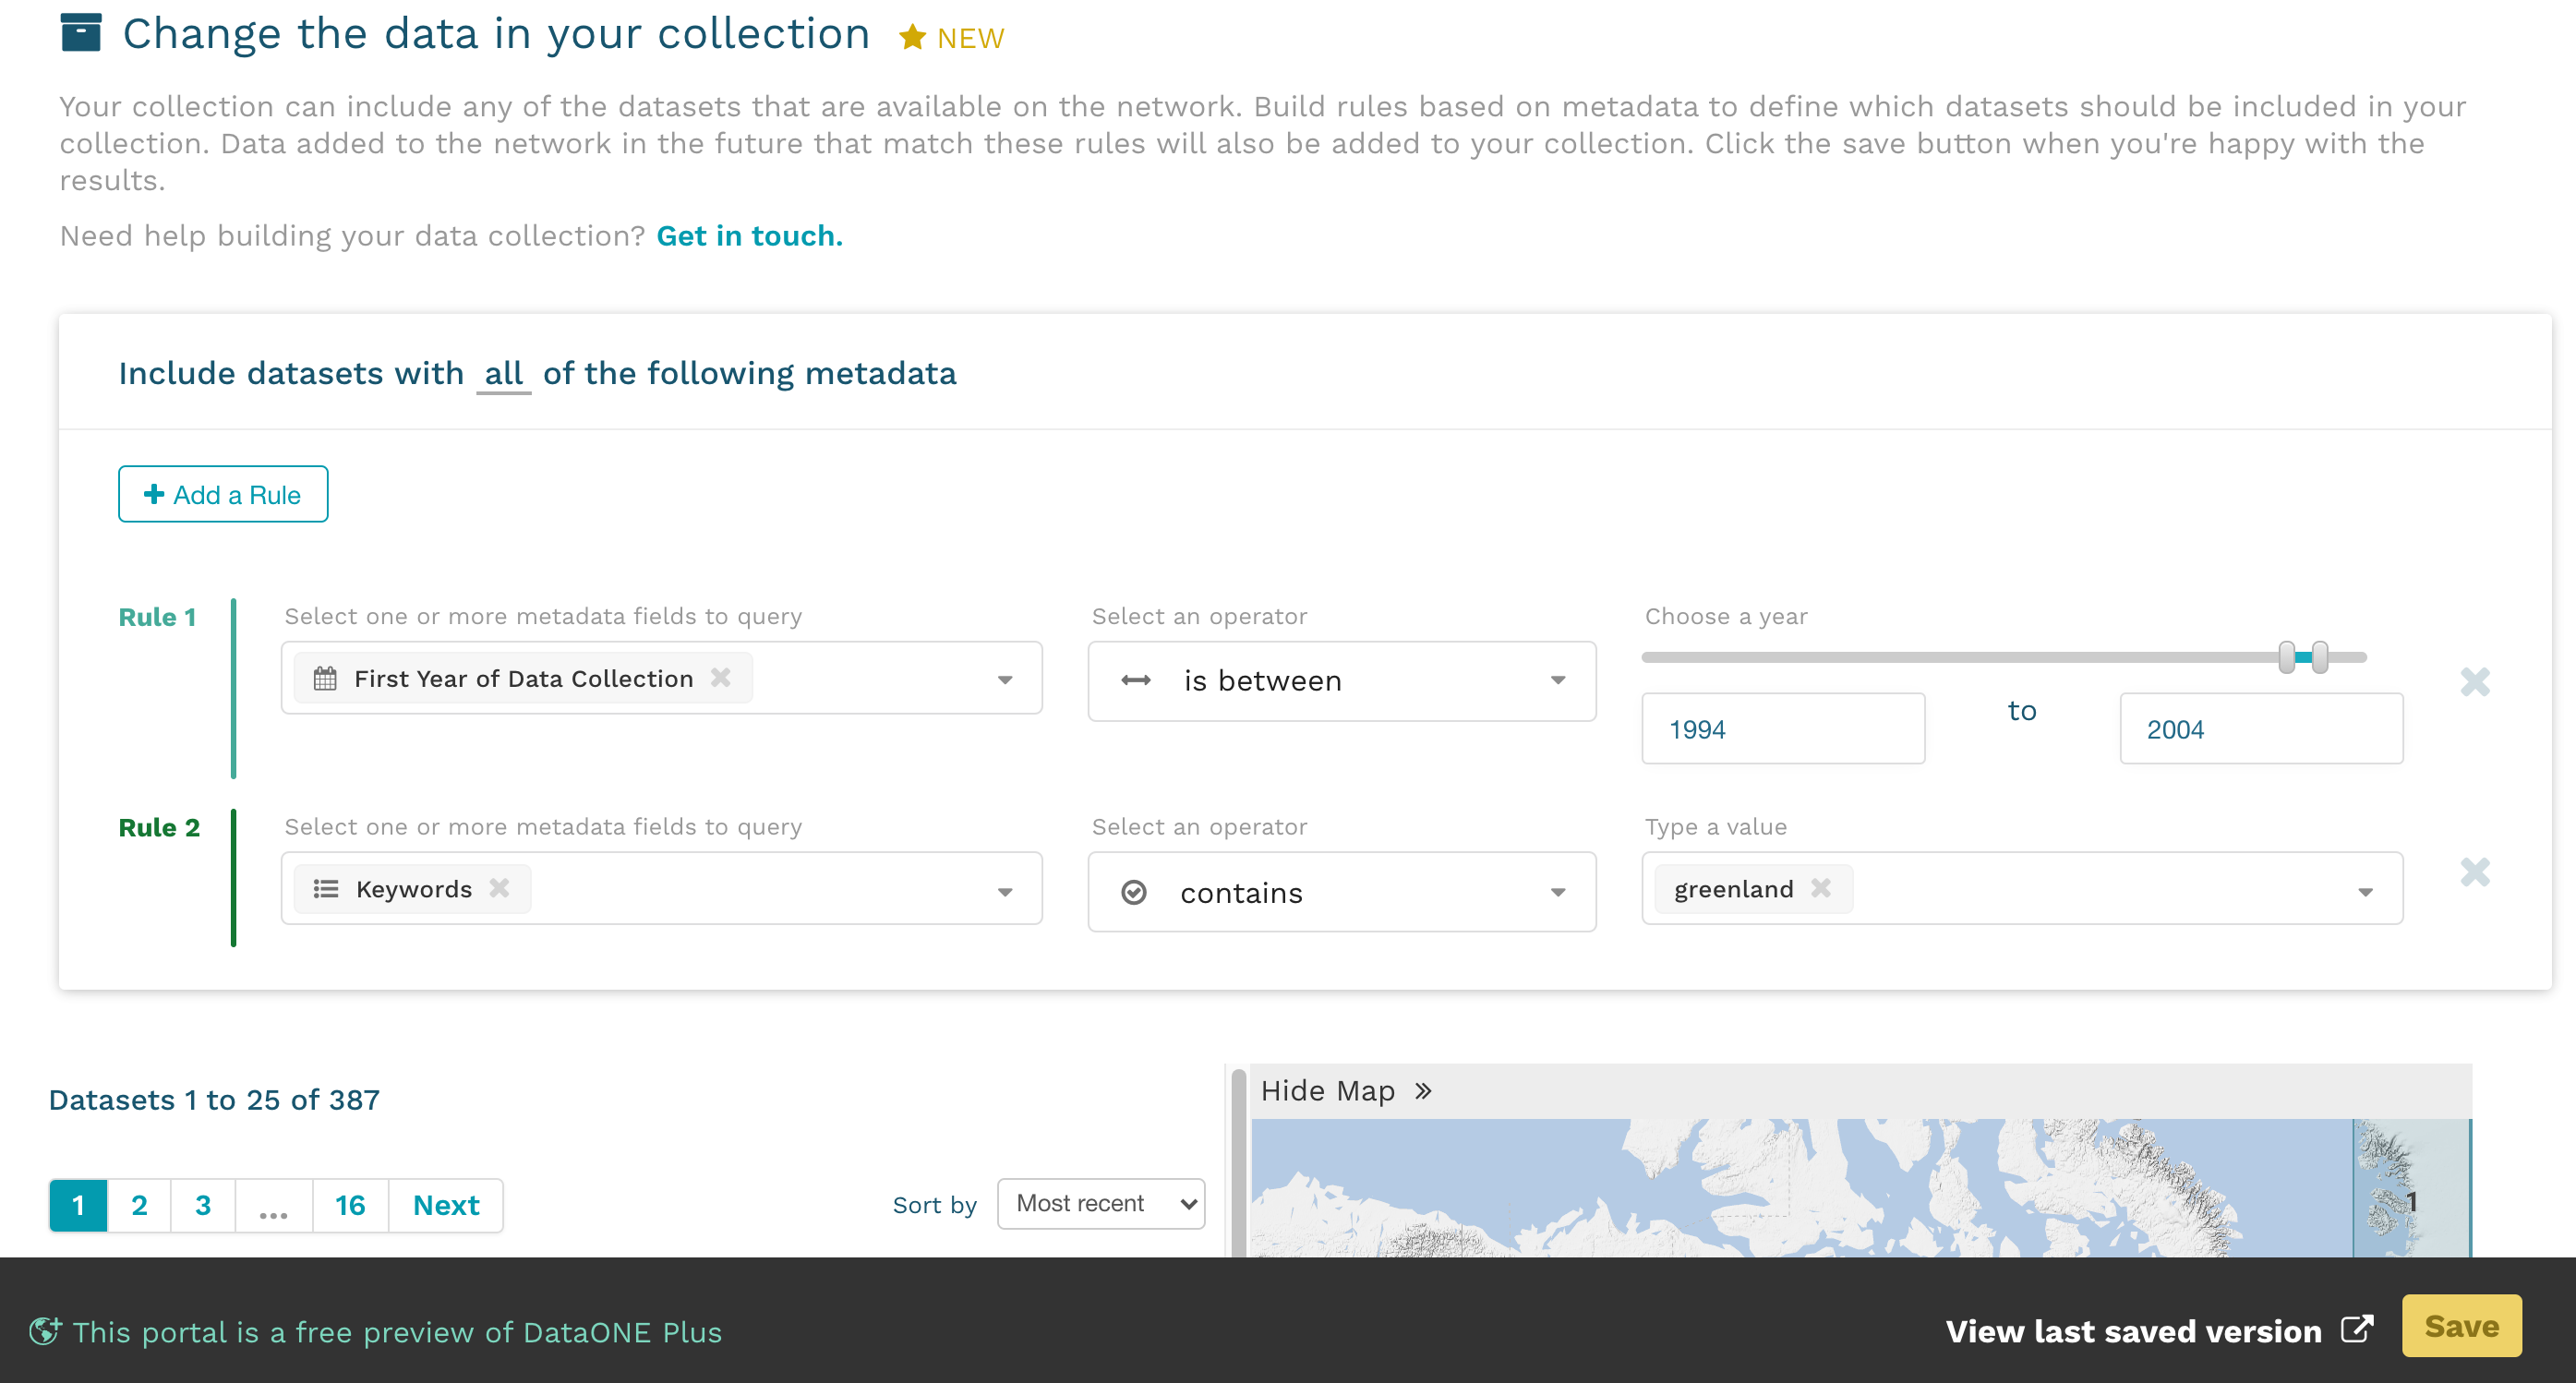 Change the data in your collection NEW
Your collection can include any of the datasets that are available on the network. Build rules based on metadata to define which datasets should be included in your
collection. Data added to the network in the future that match these rules will also be added to your collection. Click the save button when you're happy with the
results.
Need help building your data collection? Get in touch.
Include datasets with all of the following metadata
Add a Rule
Rule 1
Select one or more metadata fields to query
First Year of Data Collection
Select an operator
is between
Choose a year
1994 to 2004
Rule 2
Select one or more metadata fields to query
Keywords
Select an operator
contains
Type a value
greenland
Datasets 1 to 25 of 387
1 2 3 ... 16 Next
Sort by Most recent
Hide Map »
1
This portal is a free preview of DataONE Plus
View last saved version
Save